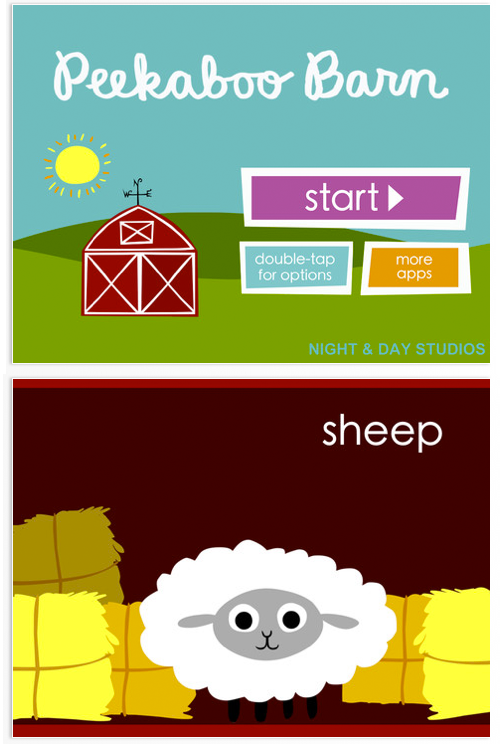 Peekaboo Barn
N
W E
start
double-tap
for options
more
apps
NIGHT & DAY STUDIOS
sheep